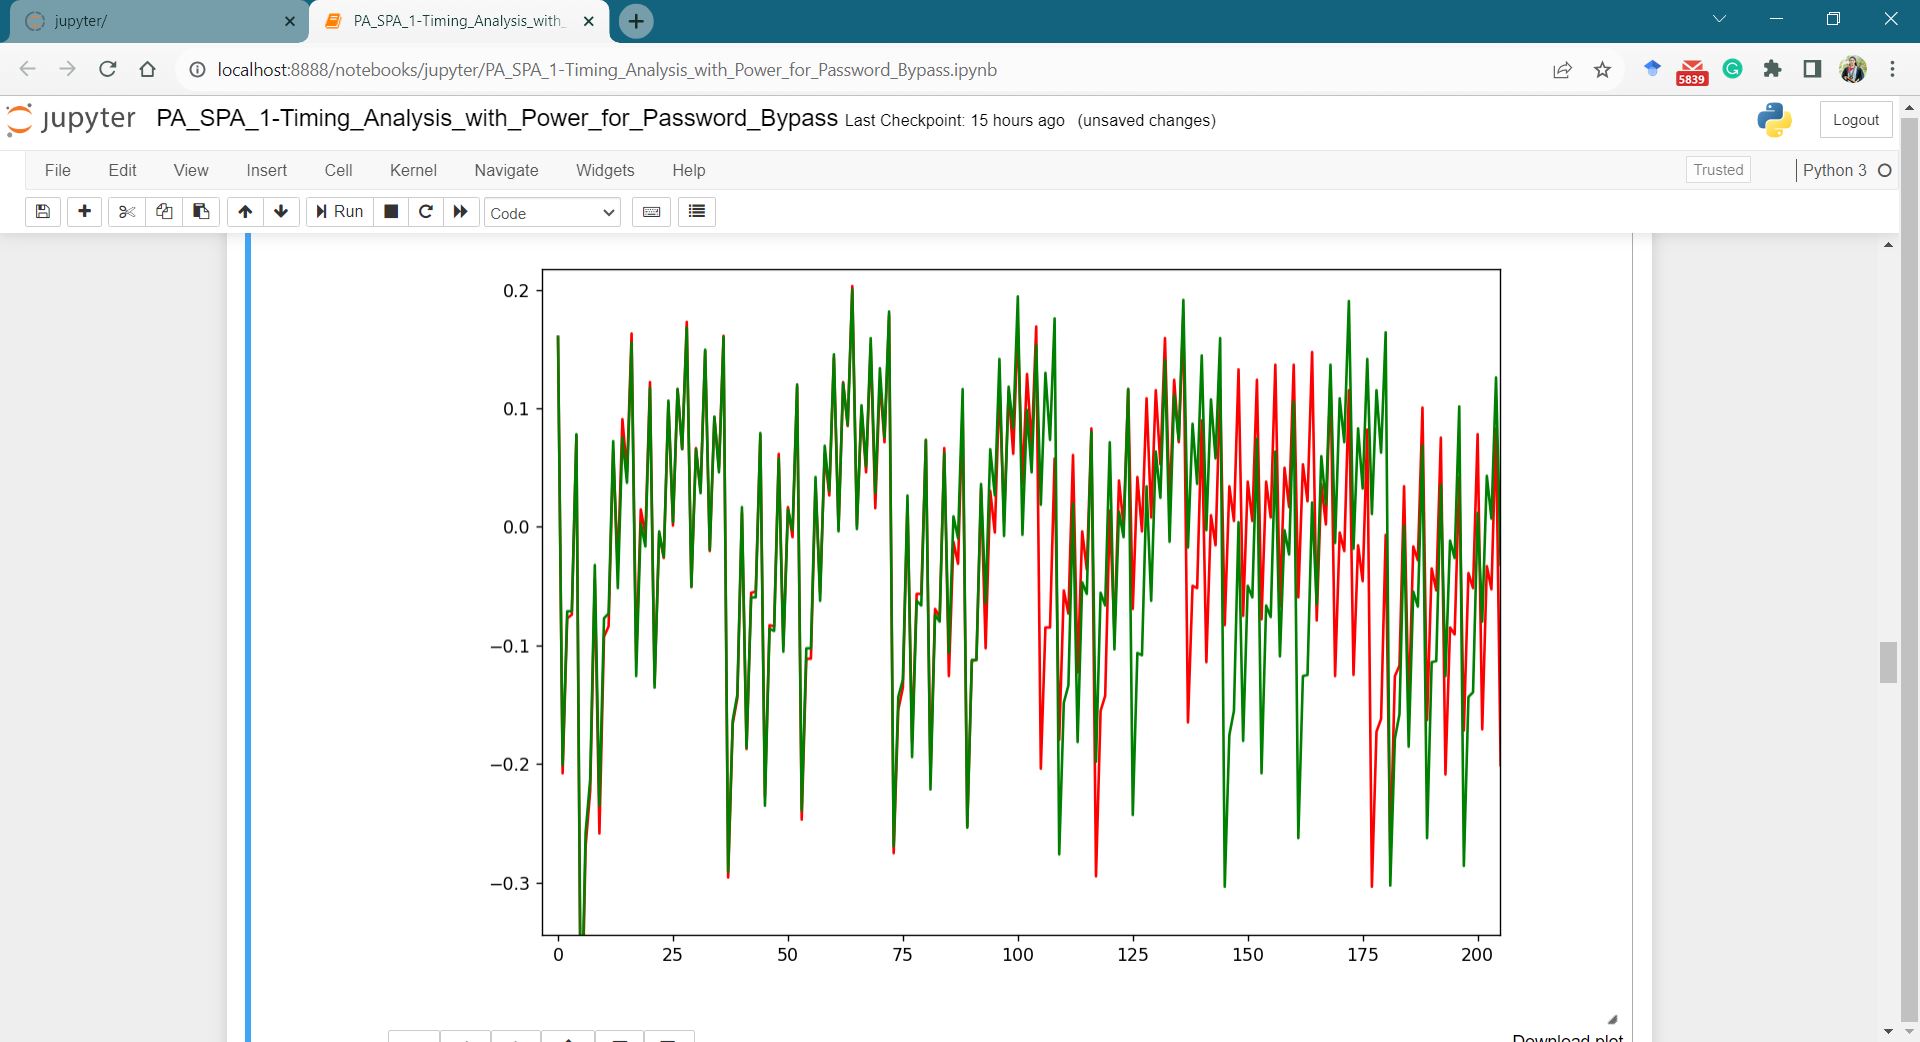 jupyter/
PA_SPA_1-Timing_Analysis_with_
localhost:8888/notebooks/jupyter/PA_SPA_1-Timing_Analysis_with_Power_for_Password_Bypass.ipynb
5839
jupyter PA_SPA_1-Timing_Analysis_with_Power_for_Password_Bypass Last Checkpoint: 15 hours ago (unsaved changes)
Logout
File Edit View Insert Cell Kernel Navigate Widgets Help
Trusted
Python 3
Run
Code
0.2
0.1
0.0
−0.1
−0.2
−0.3
0 25 50 75 100 125 150 175 200
Download plot